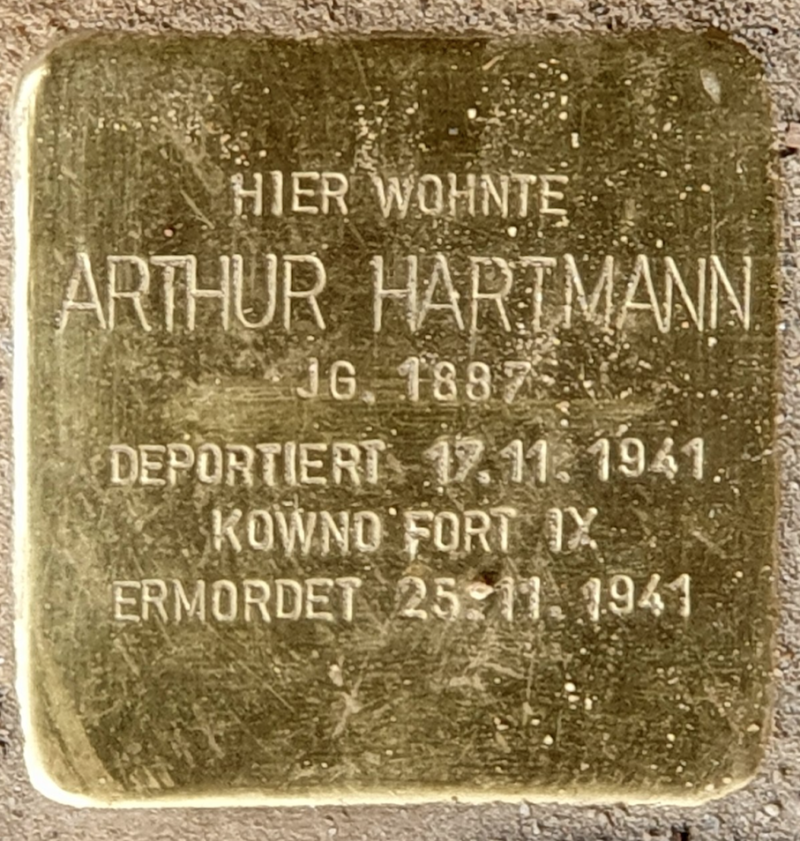 HIER WOHNTE
ARTHUR HARTMANN
JG. 1887
DEPORTIERT 17.11.1941
KOWNO FORT IX
ERMORDET 25.11.1941